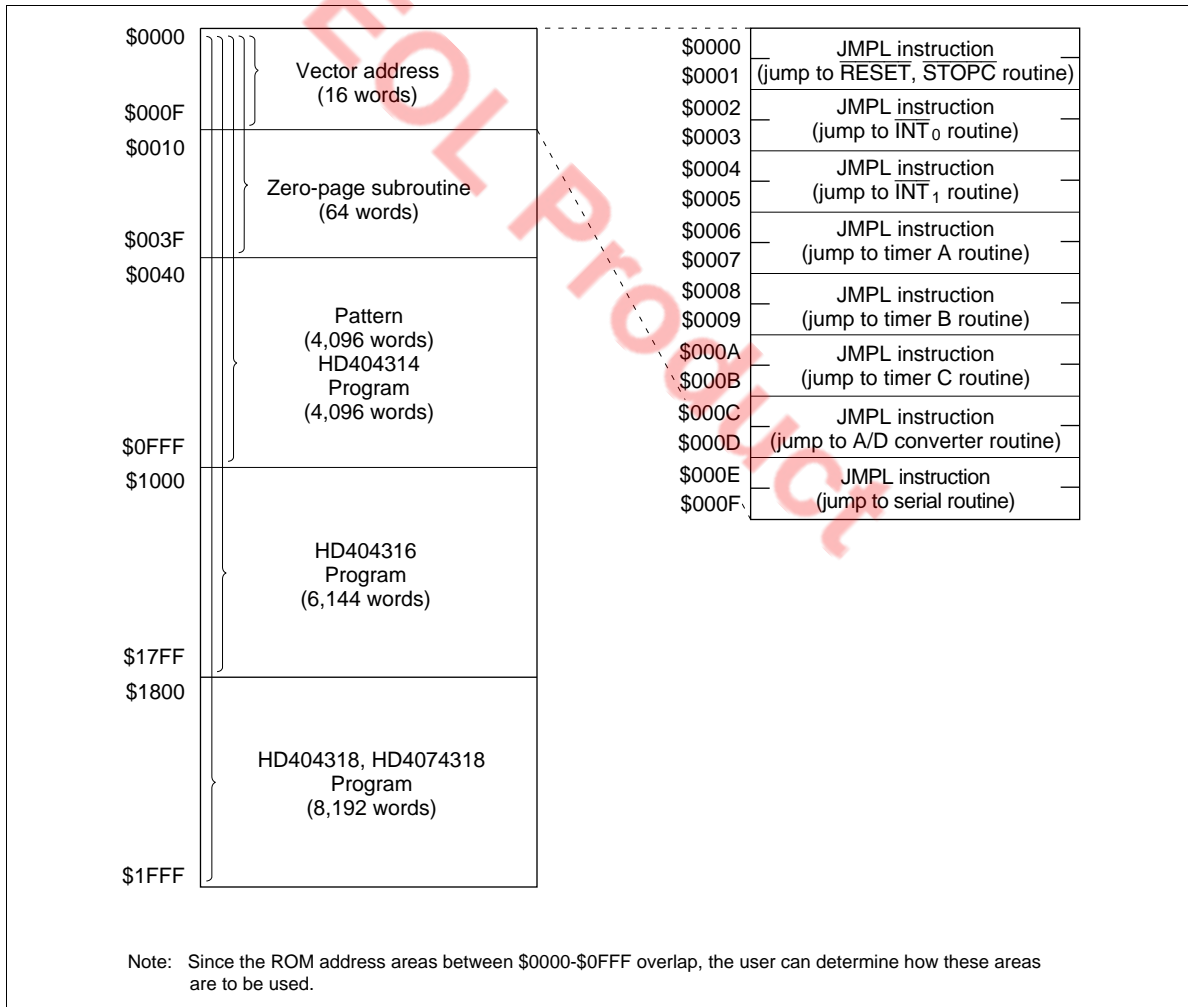 $0000
Vector address
(16 words)
$000F
$0010
Zero-page subroutine
(64 words)
$003F
$0040
Pattern
(4,096 words)
HD404314
Program
(4,096 words)
$0FFF
$1000
HD404316
Program
(6,144 words)
$17FF
$1800
HD404318, HD4074318
Program
(8,192 words)
$1FFF
$0000
JMPL instruction
$0001
(jump to RESET, STOPC routine)
$0002
JMPL instruction
$0003
(jump to INT0 routine)
$0004
JMPL instruction
$0005
(jump to INT1 routine)
$0006
JMPL instruction
$0007
(jump to timer A routine)
$0008
JMPL instruction
$0009
(jump to timer B routine)
$000A
JMPL instruction
$000B
(jump to timer C routine)
$000C
JMPL instruction
$000D
(jump to A/D converter routine)
$000E
JMPL instruction
$000F
(jump to serial routine)
EOL Product
Note: Since the ROM address areas between $0000-$0FFF overlap, the user can determine how these areas
are to be used.